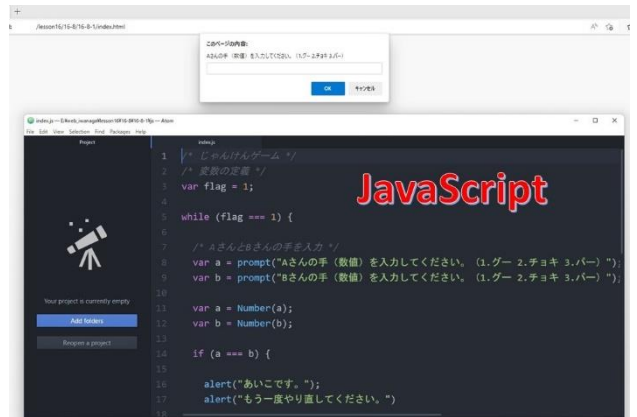 /lesson16/16-8/16-8-1/index.html
このページの内容:
Aさんの手（数値）を入力してください。（1.グー 2.チョキ 3.パー）
OK
キャンセル
File Edit View Selection Find Packages Help
Project
index.js
1 /* じゃんけんゲーム */
2 /* 変数の定義 */
3 var flag = 1;
4
5 while (flag === 1) {
6
7 /* AさんとBさんの手を入力 */
8 var a = prompt("Aさんの手（数値）を入力してください。（1.グー 2.チョキ 3.パー）");
9 var b = prompt("Bさんの手（数値）を入力してください。（1.グー 2.チョキ 3.パー）");
10
11 var a = Number(a);
12 var b = Number(b);
13
14 if (a === b) {
15
16 alert("あいこです。");
17 alert("もう一度やり直してください。")
18
JavaScript
Your project is currently empty
Add folders
Reopen a project